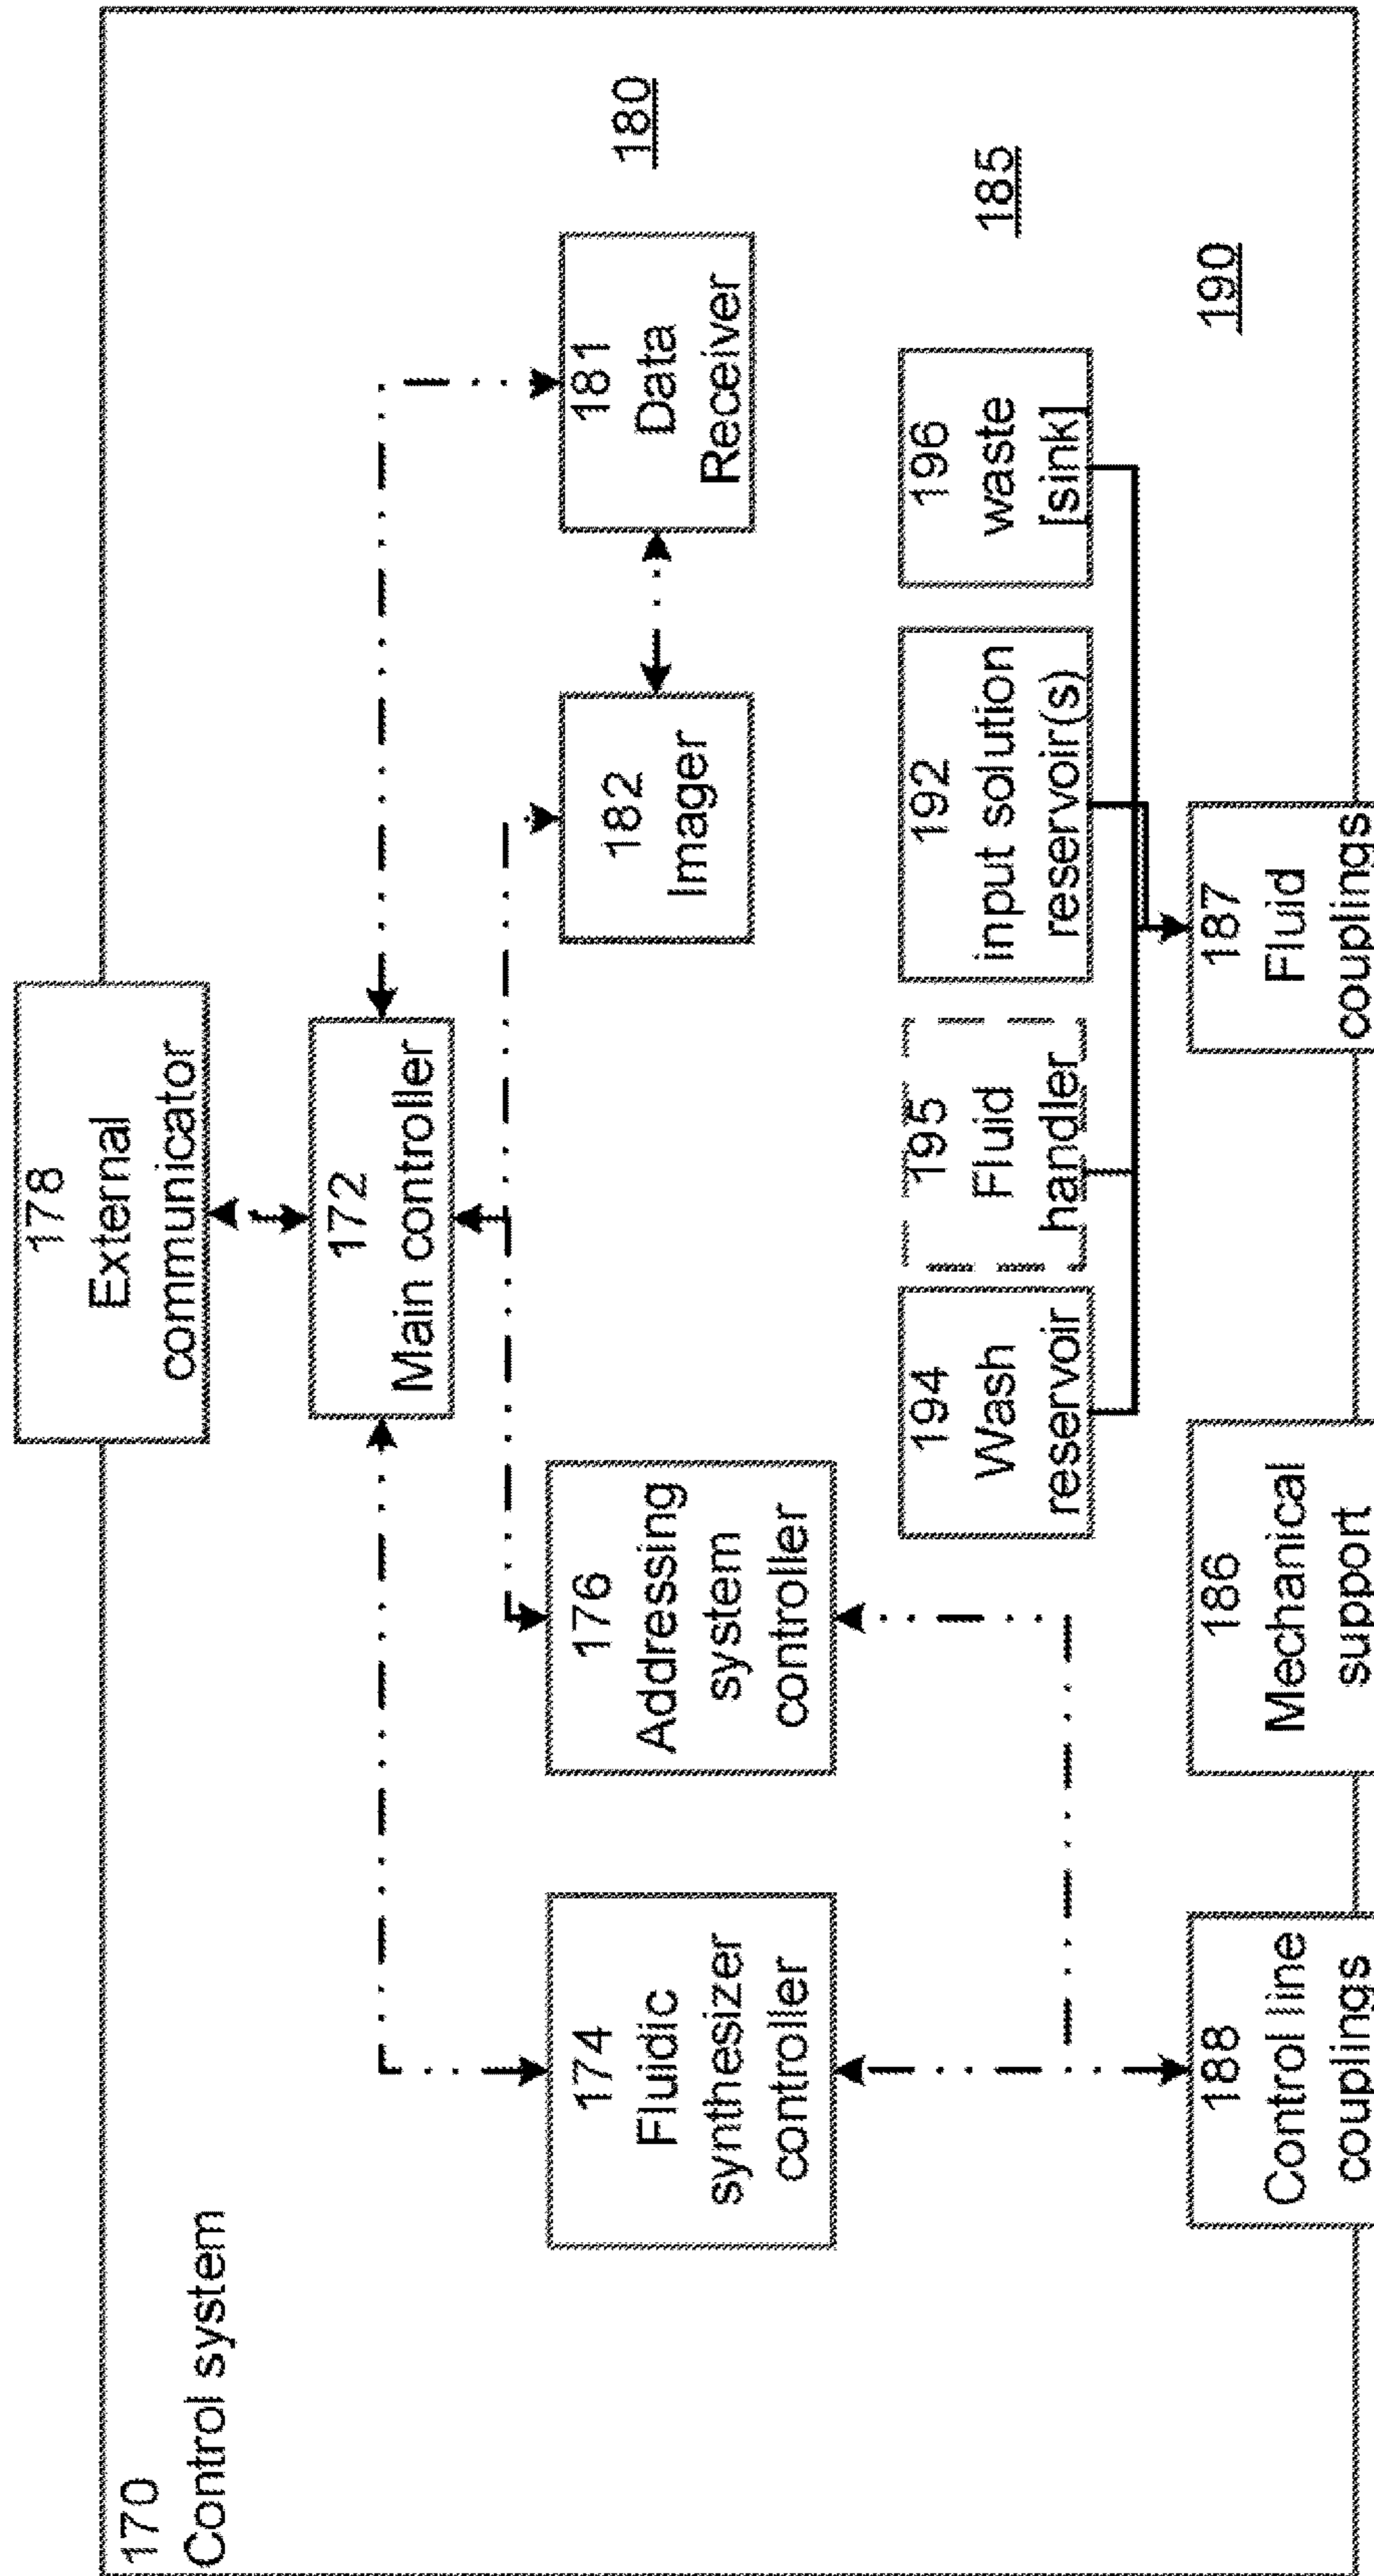 170
Control system
178
External
communicator
172
Main controller
180
174
Fluidic
synthesizer
controller
176
Addressing
system
controller
182
Imager
181
Data
Receiver
185
194
Wash
reservoir
195
Fluid
handler
192
input solution
reservoir(s)
196
waste
[sink]
190
188
Control line
couplings
186
Mechanical
support
187
Fluid
couplings